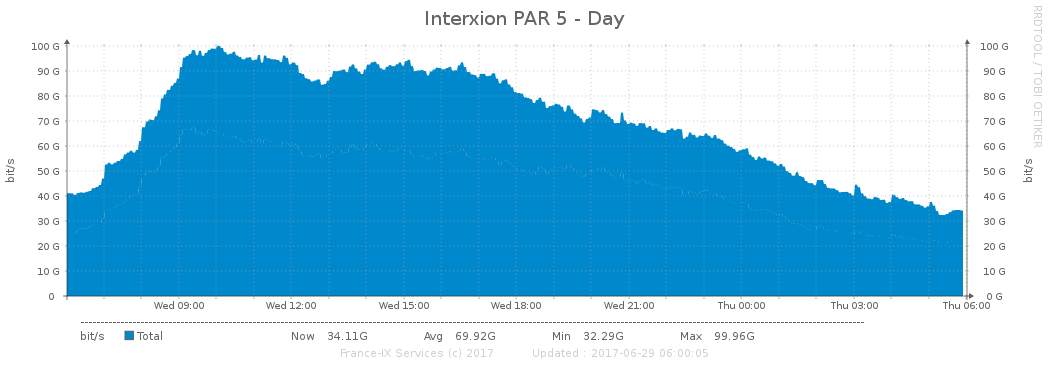 Interxion PAR 5 - Day
100 G 100 G
90 G 90 G
80 G 80 G
70 G 70 G
60 G 60 G
50 G 50 G
40 G 40 G
30 G 30 G
20 G 20 G
10 G 10 G
0 0 G
bit/s
bit/s
RRDTOOL / TOBI OETIKER
Wed 09:00 Wed 12:00 Wed 15:00 Wed 18:00 Wed 21:00 Thu 00:00 Thu 03:00 Thu 06:00
bit/s Total Now 34.11G Avg 69.92G Min 32.29G Max 99.96G
France-IX Services (c) 2017 Updated : 2017-06-29 06:00:05